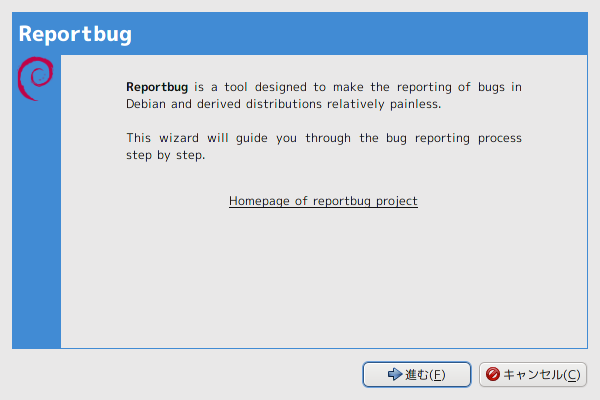 Reportbug
Reportbug is a tool designed to make the reporting of bugs in
Debian and derived distributions relatively painless.
This wizard will guide you through the bug reporting process
step by step.
Homepage of reportbug project
進む(F)
キャンセル(C)